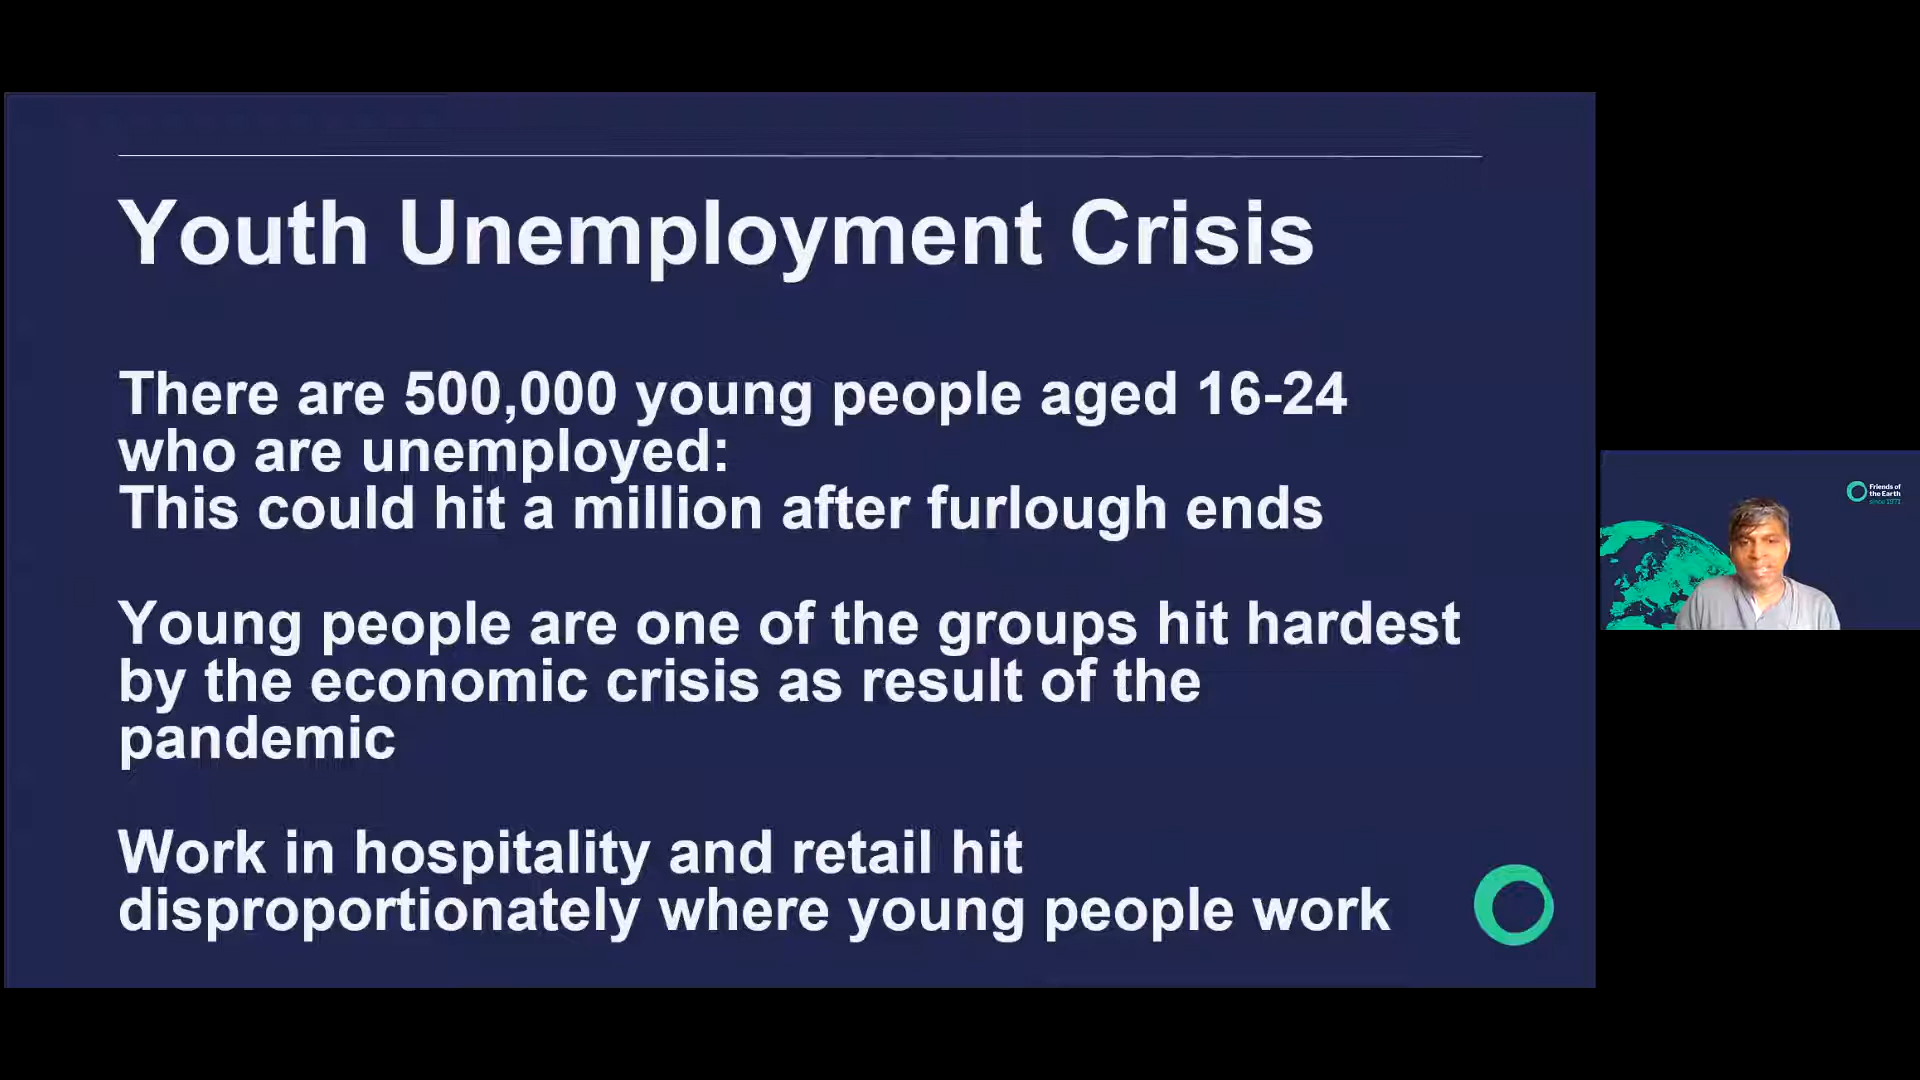 Youth Unemployment Crisis
There are 500,000 young people aged 16-24
who are unemployed:
This could hit a million after furlough ends
Young people are one of the groups hit hardest
by the economic crisis as result of the
pandemic
Work in hospitality and retail hit
disproportionately where young people work
Friends of
the Earth
since 1971